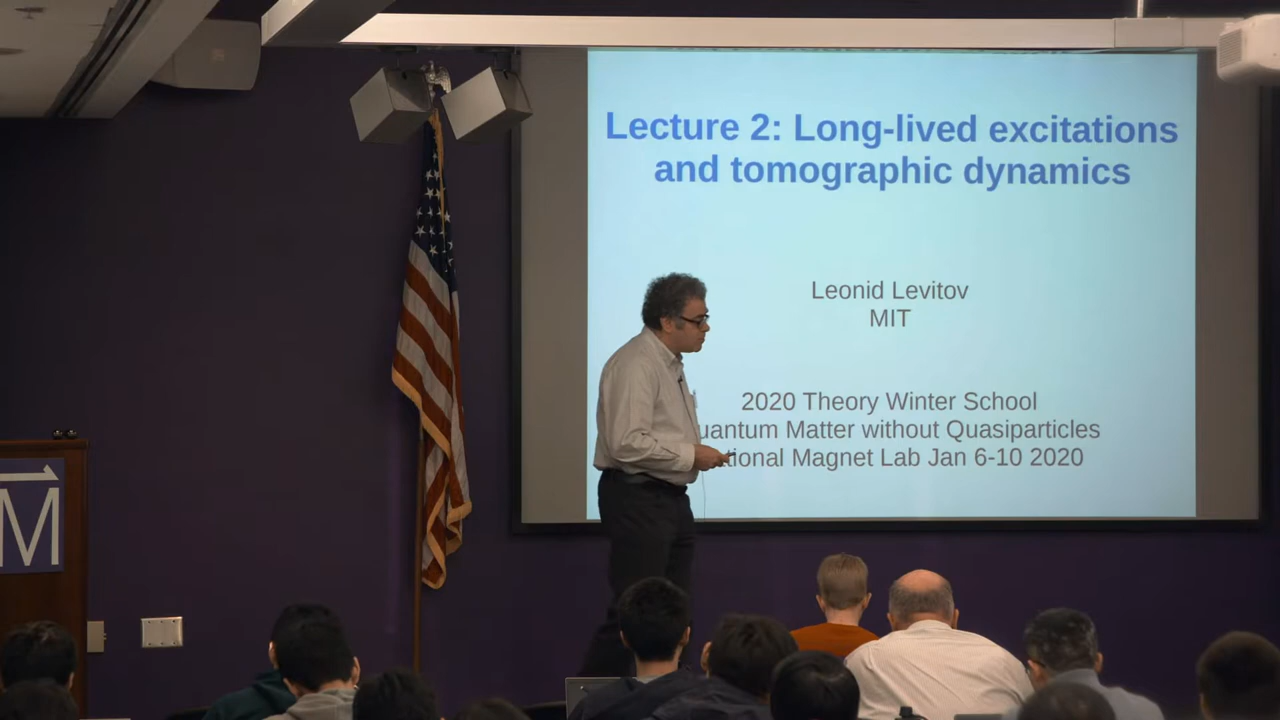 Lecture 2: Long-lived excitations
and tomographic dynamics
Leonid Levitov
MIT
2020 Theory Winter School
Matter without Quasiparticles
Magnet Lab Jan 6-10 2020
M